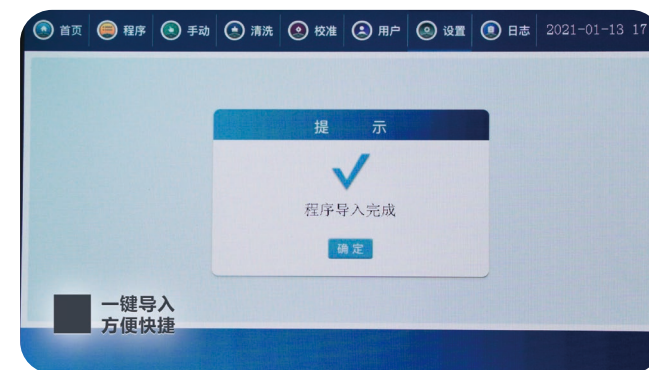 首页 程序 手动 清洗 校准 用户 设置 日志 2021-01-13 17
提 示
程序导入完成
确定
一键导入
方便快捷